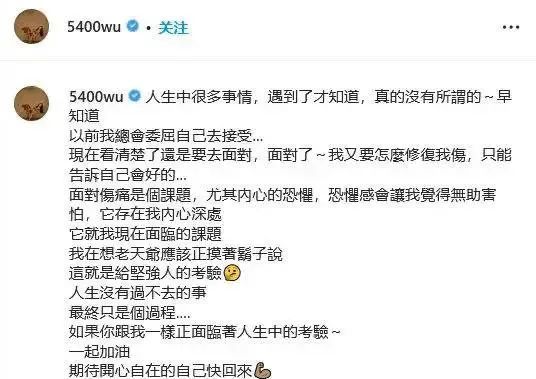 5400wu • 关注
5400wu 人生中很多事情，遇到了才知道，真的沒有所謂的～早
知道
以前我總會委屈自己去接受...
現在看清楚了還是要去面對，面對了～我又要怎麼修復我傷，只能
告訴自己會好的...
面對傷痛是個課題，尤其內心的恐懼，恐懼感會讓我覺得無助害
怕，它存在我內心深處
它就我現在面臨的課題
我在想老天爺應該正摸著鬍子說
這就是給堅強人的考驗🤨
人生沒有過不去的事
最終只是個過程....
如果你跟我一樣正面臨著人生中的考驗～
一起加油
期待開心自在的自己快回來💪🏽